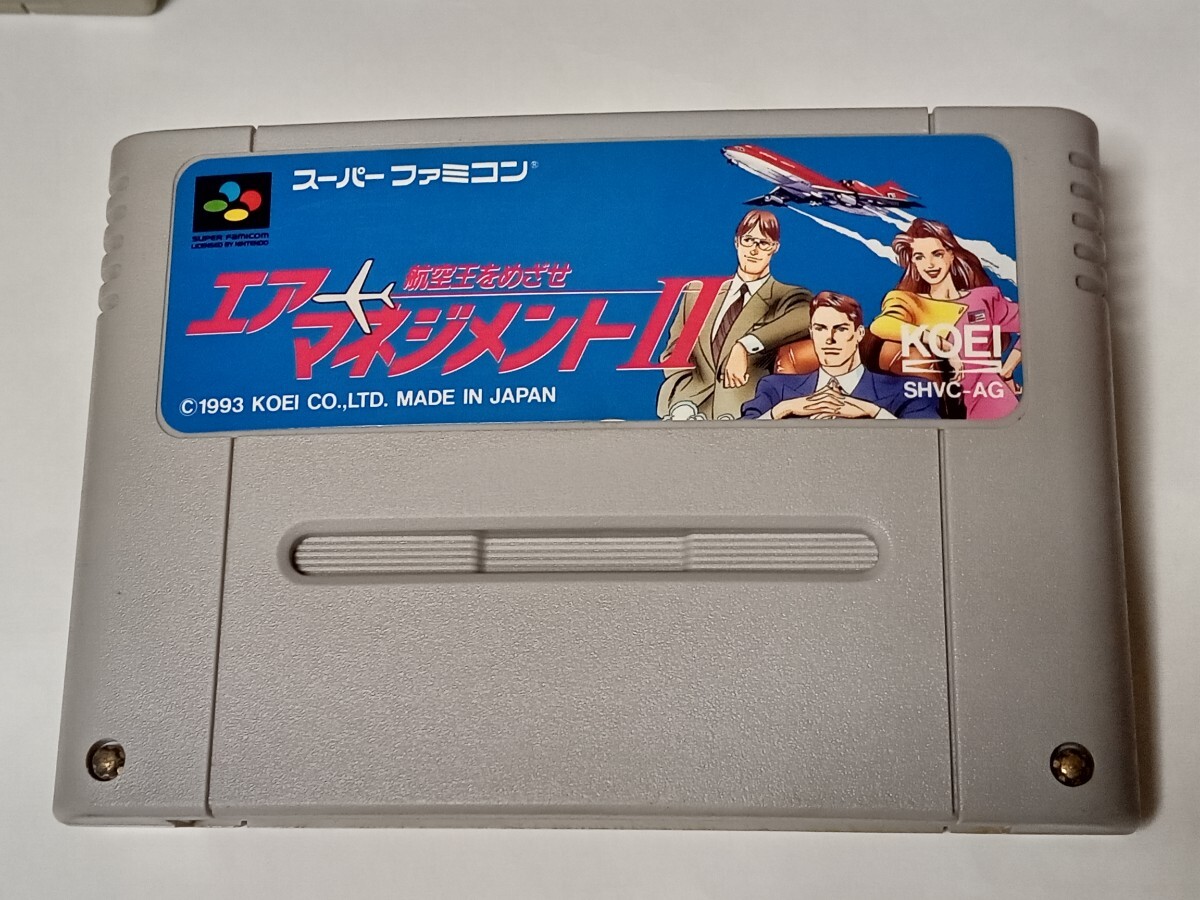 スーパーファミコン®
SUPER FAMICOM
LICENSED BY NINTENDO
航空王をめざせ
エアーマネジメントII
©1993 KOEI CO.,LTD. MADE IN JAPAN
KOEI
SHVC-AG